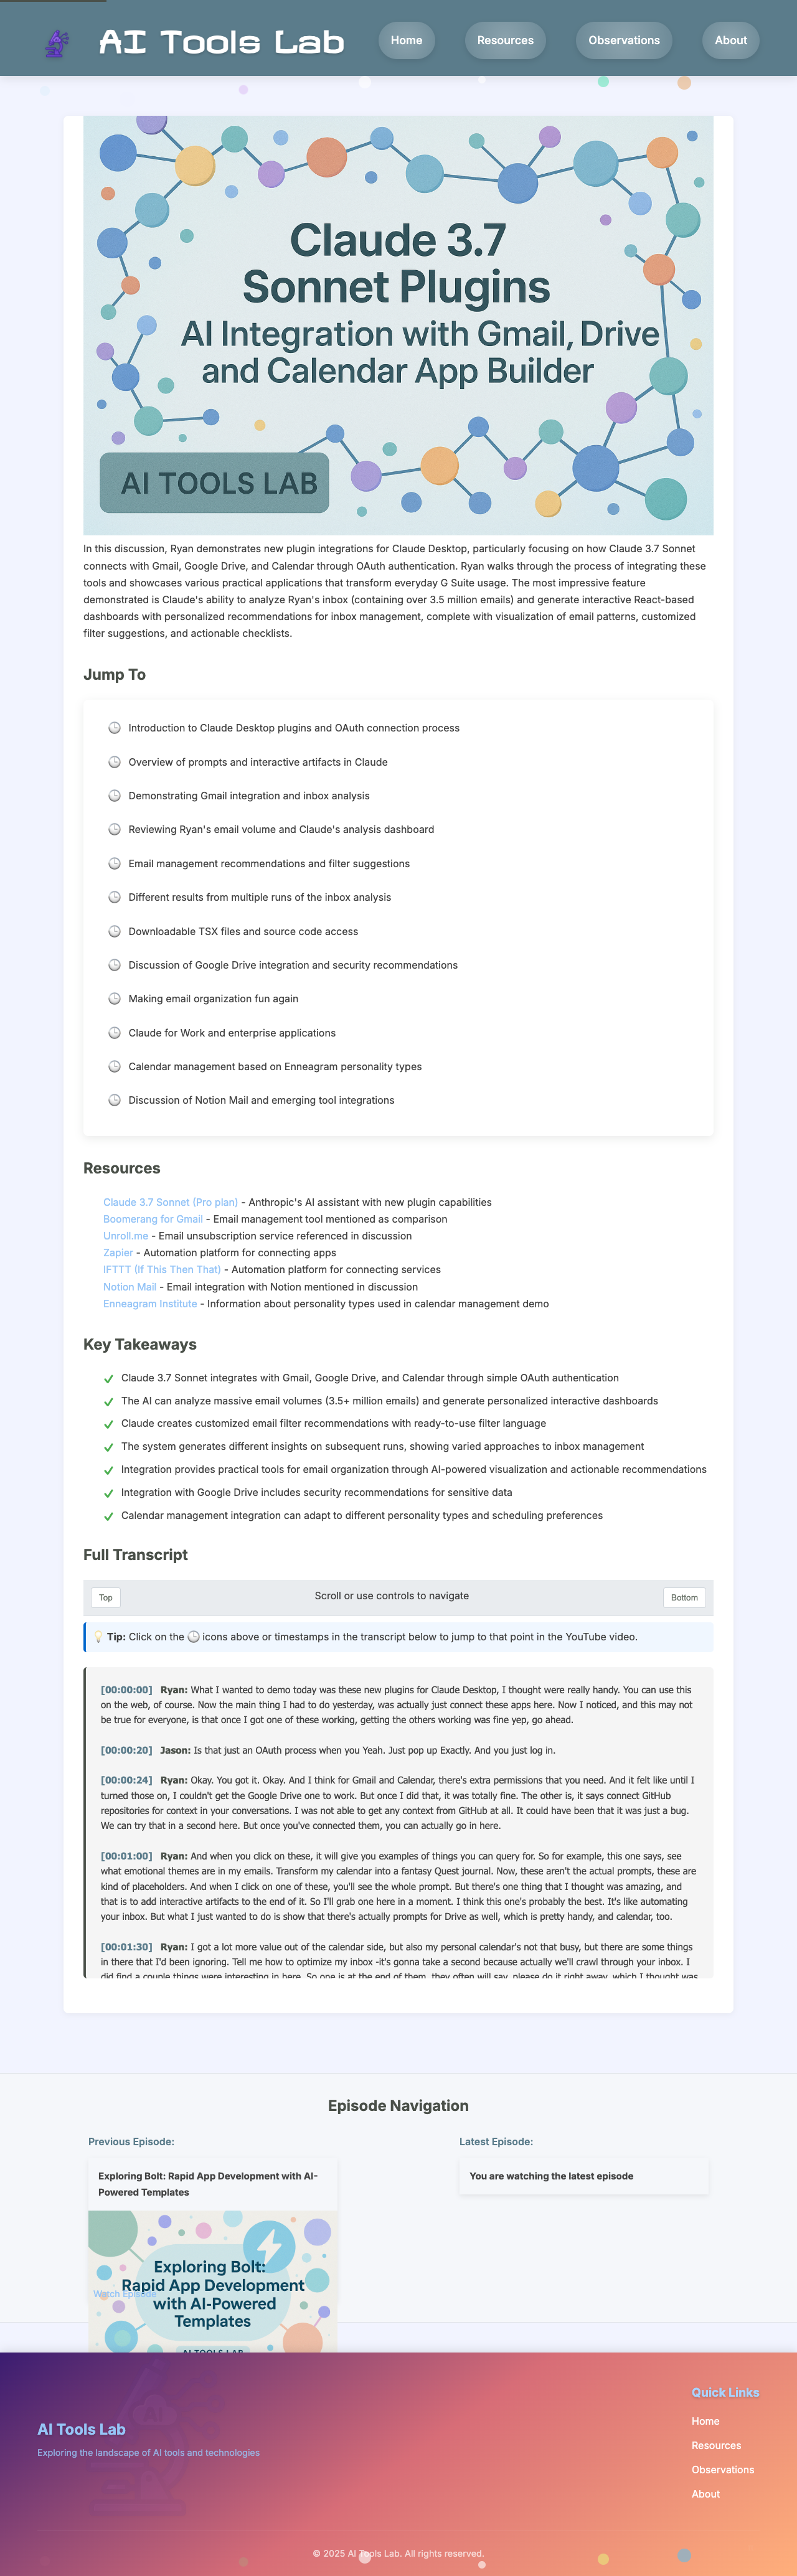 AI Tools Lab
Home
Resources
Observations
About
Claude 3.7
Sonnet Plugins
AI Integration with Gmail, Drive
and Calendar App Builder
AI TOOLS LAB
In this discussion, Ryan demonstrates new plugin integrations for Claude Desktop, particularly focusing on how Claude 3.7 Sonnet
connects with Gmail, Google Drive, and Calendar through OAuth authentication. Ryan walks through the process of integrating these
tools and showcases various practical applications that transform everyday G Suite usage. The most impressive feature
demonstrated is Claude's ability to analyze Ryan's inbox (containing over 3.5 million emails) and generate interactive React-based
dashboards with personalized recommendations for inbox management, complete with visualization of email patterns, customized
filter suggestions, and actionable checklists.
Jump To
Introduction to Claude Desktop plugins and OAuth connection process
Overview of prompts and interactive artifacts in Claude
Demonstrating Gmail integration and inbox analysis
Reviewing Ryan's email volume and Claude's analysis dashboard
Email management recommendations and filter suggestions
Different results from multiple runs of the inbox analysis
Downloadable TSX files and source code access
Discussion of Google Drive integration and security recommendations
Making email organization fun again
Claude for Work and enterprise applications
Calendar management based on Enneagram personality types
Discussion of Notion Mail and emerging tool integrations
Resources
Claude 3.7 Sonnet (Pro plan) - Anthropic's AI assistant with new plugin capabilities
Boomerang for Gmail - Email management tool mentioned as comparison
Unroll.me - Email unsubscription service referenced in discussion
Zapier - Automation platform for connecting apps
IFTTT (If This Then That) - Automation platform for connecting services
Notion Mail - Email integration with Notion mentioned in discussion
Enneagram Institute - Information about personality types used in calendar management demo
Key Takeaways
Claude 3.7 Sonnet integrates with Gmail, Google Drive, and Calendar through simple OAuth authentication
The AI can analyze massive email volumes (3.5+ million emails) and generate personalized interactive dashboards
Claude creates customized email filter recommendations with ready-to-use filter language
The system generates different insights on subsequent runs, showing varied approaches to inbox management
Integration provides practical tools for email organization through AI-powered visualization and actionable recommendations
Integration with Google Drive includes security recommendations for sensitive data
Calendar management integration can adapt to different personality types and scheduling preferences
Full Transcript
Top
Scroll or use controls to navigate
Bottom
Tip: Click on the icons above or timestamps in the transcript below to jump to that point in the YouTube video.
[00:00:00] Ryan: What I wanted to demo today was these new plugins for Claude Desktop, I thought were really handy. You can use this
on the web, of course. Now the main thing I had to do yesterday, was actually just connect these apps here. Now I noticed, and this may not
be true for everyone, is that once I got one of these working, getting the others working was fine yep, go ahead.
[00:00:20] Jason: Is that just an OAuth process when you Yeah. Just pop up Exactly. And you just log in.
[00:00:24] Ryan: Okay. You got it. Okay. And I think for Gmail and Calendar, there's extra permissions that you need. And it felt like until I
turned those on, I couldn't get the Google Drive one to work. But once I did that, it was totally fine. The other is, it says connect GitHub
repositories for context in your conversations. I was not able to get any context from GitHub at all. It could have been that it was just a bug.
We can try that in a second here. But once you've connected them, you can actually go in here.
[00:01:00] Ryan: And when you click on these, it will give you examples of things you can query for. So for example, this one says, see
what emotional themes are in my emails. Transform my calendar into a fantasy Quest journal. Now, these aren't the actual prompts, these are
kind of placeholders. And when I click on one of these, you'll see the whole prompt. But there's one thing that I thought was amazing, and
that is to add interactive artifacts to the end of it. So I'll grab one here in a moment. I think this one's probably the best. It's like automating
your inbox. But what I just wanted to do is show that there's actually prompts for Drive as well, which is pretty handy, and calendar, too.
[00:01:30] Ryan: I got a lot more value out of the calendar side, but also my personal calendar's not that busy, but there are some things
in there that I'd been ignoring. Tell me how to optimize my inbox -it's gonna take a second because actually we'll crawl through your inbox. I
did find a couple things were interesting in here. So one is at the end of them, they often will say, please do it right away, which I thought was
Episode Navigation
Previous Episode:
Exploring Bolt: Rapid App Development with AI-
Powered Templates
Exploring Bolt:
Rapid App Development
with AI-Powered
Templates
AI TOOLS LAB
Watch Episode
Latest Episode:
You are watching the latest episode
AI Tools Lab
Exploring the landscape of AI tools and technologies
Quick Links
Home
Resources
Observations
About
© 2025 AI Tools Lab. All rights reserved.